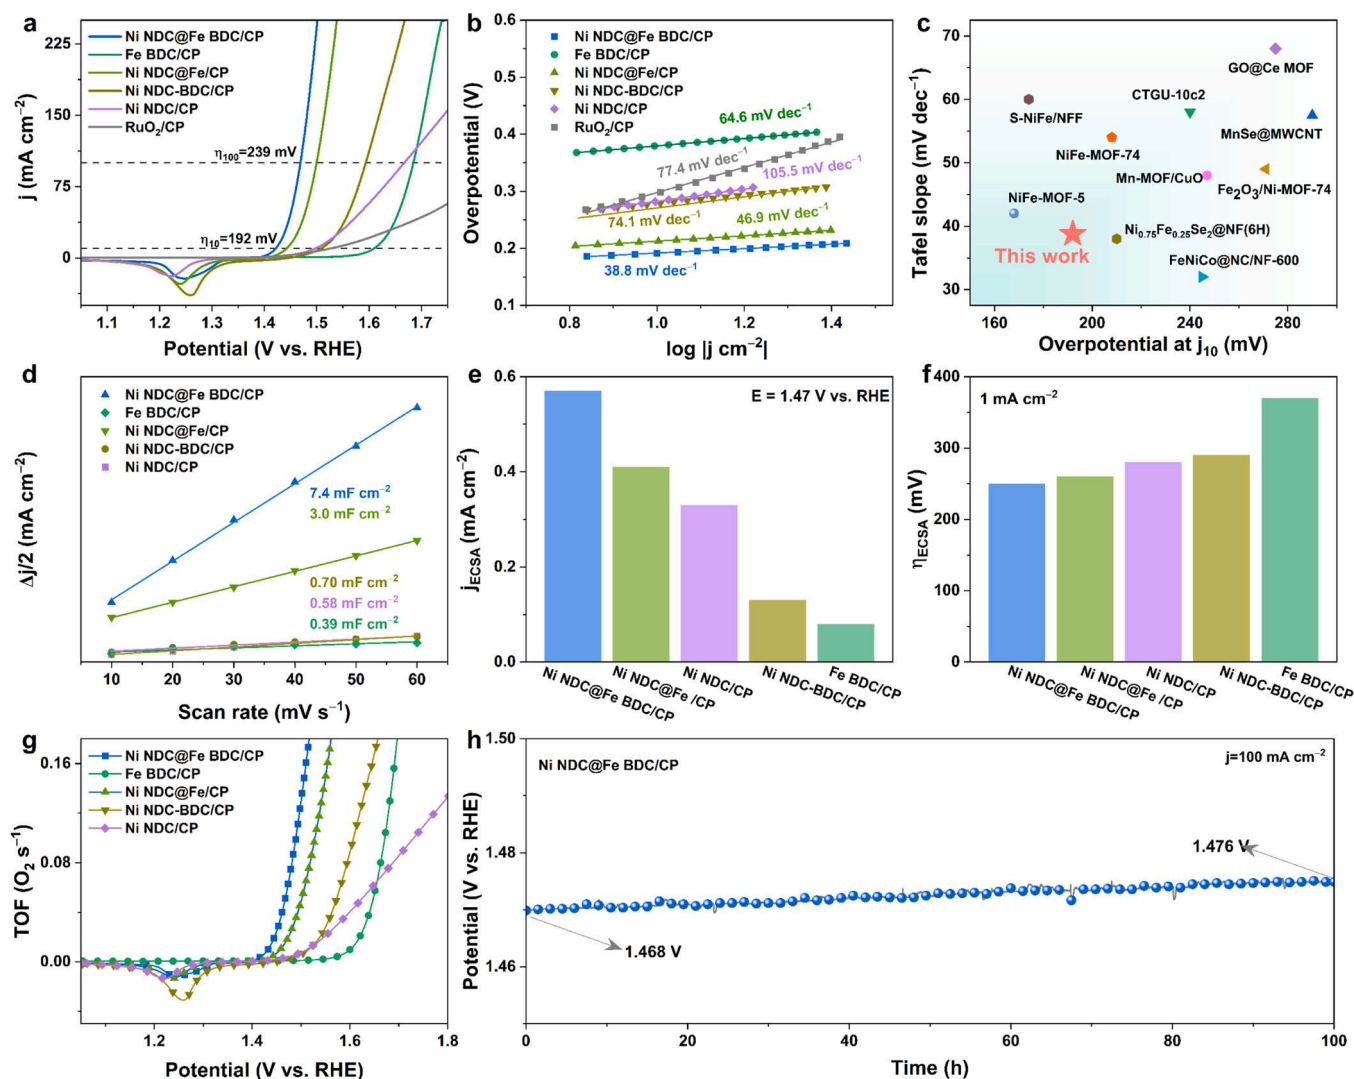 a
Ni NDC@Fe BDC/CP
Fe BDC/CP
Ni NDC@Fe/CP
Ni NDC-BDC/CP
Ni NDC/CP
RuO₂/CP
η₁₀₀=239 mV
η₁₀=192 mV
225
150
75
0
j (mA cm⁻²)
1.1 1.2 1.3 1.4 1.5 1.6 1.7
Potential (V vs. RHE)
b
Ni NDC@Fe BDC/CP
Fe BDC/CP
Ni NDC@Fe/CP
Ni NDC-BDC/CP
Ni NDC/CP
RuO₂/CP
64.6 mV dec⁻¹
77.4 mV dec⁻¹
105.5 mV dec⁻¹
74.1 mV dec⁻¹
46.9 mV dec⁻¹
38.8 mV dec⁻¹
0.6
0.5
0.4
0.3
0.2
0.1
Overpotential (V)
0.8 1.0 1.2 1.4
log |j cm⁻²|
c
GO@Ce MOF
CTGU-10c2
S-NiFe/NFF
MnSe@MWCNT
NiFe-MOF-74
Mn-MOF/CuO
Fe₂O₃/Ni-MOF-74
NiFe-MOF-5
Ni₀.₇₅Fe₀.₂₅Se₂@NF(6H)
This work
FeNiCo@NC/NF-600
70
60
50
40
30
Tafel slope (mV dec⁻¹)
160 200 240 280
Overpotential at j₁₀ (mV)
d
Ni NDC@Fe BDC/CP
Fe BDC/CP
Ni NDC@Fe/CP
Ni NDC-BDC/CP
Ni NDC/CP
7.4 mF cm⁻²
3.0 mF cm⁻²
0.70 mF cm⁻²
0.58 mF cm⁻²
0.39 mF cm⁻²
Δj/2 (mA cm⁻²)
10 20 30 40 50 60
Scan rate (mV s⁻¹)
e
E = 1.47 V vs. RHE
0.6
0.4
0.2
0.0
jECSA (mA cm⁻²)
Ni NDC@Fe BDC/CP
Ni NDC@Fe /CP
Ni NDC/CP
Ni NDC-BDC/CP
Fe BDC/CP
f
1 mA cm⁻²
400
300
200
100
0
ηECSA (mV)
Ni NDC@Fe BDC/CP
Ni NDC@Fe /CP
Ni NDC/CP
Ni NDC-BDC/CP
Fe BDC/CP
g
Ni NDC@Fe BDC/CP
Fe BDC/CP
Ni NDC@Fe/CP
Ni NDC-BDC/CP
Ni NDC/CP
0.16
0.08
0.00
TOF (O₂ s⁻¹)
1.2 1.4 1.6 1.8
Potential (V vs. RHE)
h
Ni NDC@Fe BDC/CP
j=100 mA cm⁻²
1.476 V
1.468 V
1.50
1.48
1.46
Potential (V vs. RHE)
0 20 40 60 80 100
Time (h)